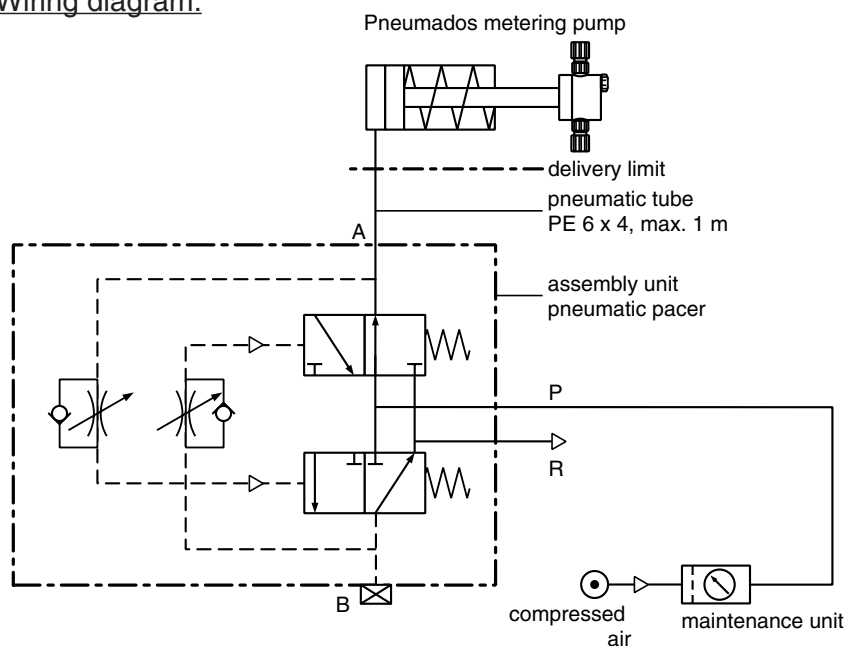 Wiring diagram:
Pneumados metering pump
delivery limit
pneumatic tube
PE 6 x 4, max. 1 m
A
assembly unit
pneumatic pacer
P
R
B
compressed
air
maintenance unit